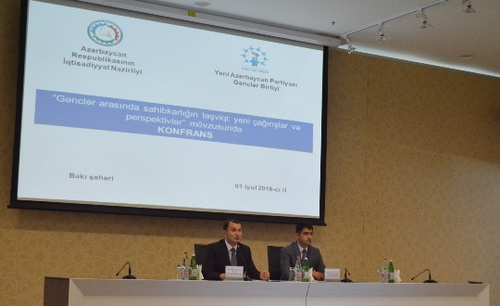 Azərbaycan
Respublikasının
İqtisadiyyat Nazirliyi
Yeni Azərbaycan Partiyası
Gənclər Birliyi
"Gənclər arasında sahibkarlığın təşviqi: yeni çağırışlar və
perspektivlər" mövzusunda
KONFRANS
Bakı şəhəri
01 iyul 2016-cı il